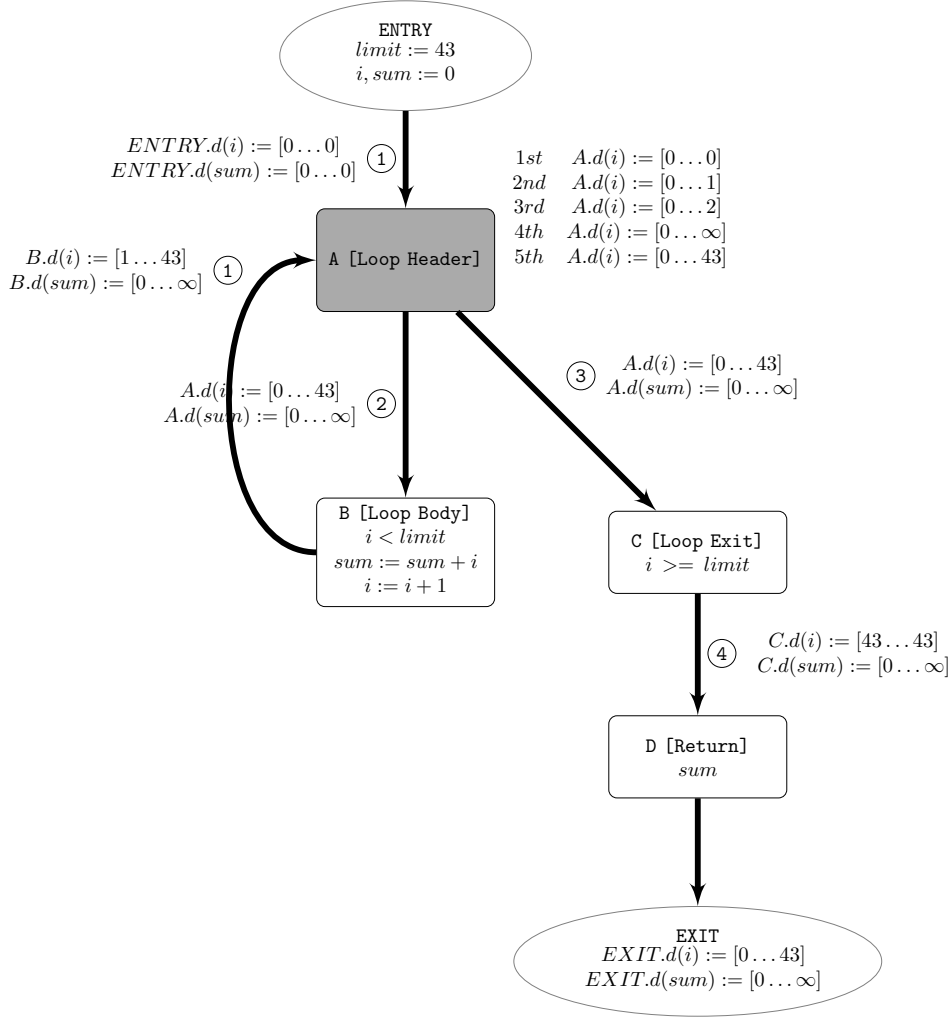 ENTRY
limit := 43
i, sum := 0
ENTRY.d(i) := [0...0]
ENTRY.d(sum) := [0...0]
1
1st A.d(i) := [0...0]
2nd A.d(i) := [0...1]
3rd A.d(i) := [0...2]
4th A.d(i) := [0...∞]
5th A.d(i) := [0...43]
A [Loop Header]
B.d(i) := [1...43]
B.d(sum) := [0...∞]
1
A.d(i) := [0...43]
A.d(sum) := [0...∞]
2
3
A.d(i) := [0...43]
A.d(sum) := [0...∞]
B [Loop Body]
i < limit
sum := sum + i
i := i + 1
C [Loop Exit]
i >= limit
4
C.d(i) := [43...43]
C.d(sum) := [0...∞]
D [Return]
sum
EXIT
EXIT.d(i) := [0...43]
EXIT.d(sum) := [0...∞]